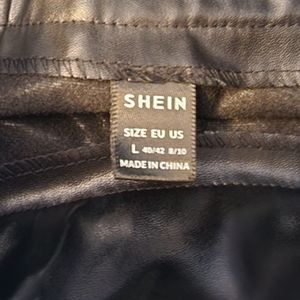 SHEIN
SIZE EU US
L 40/42 8/10
MADE IN CHINA